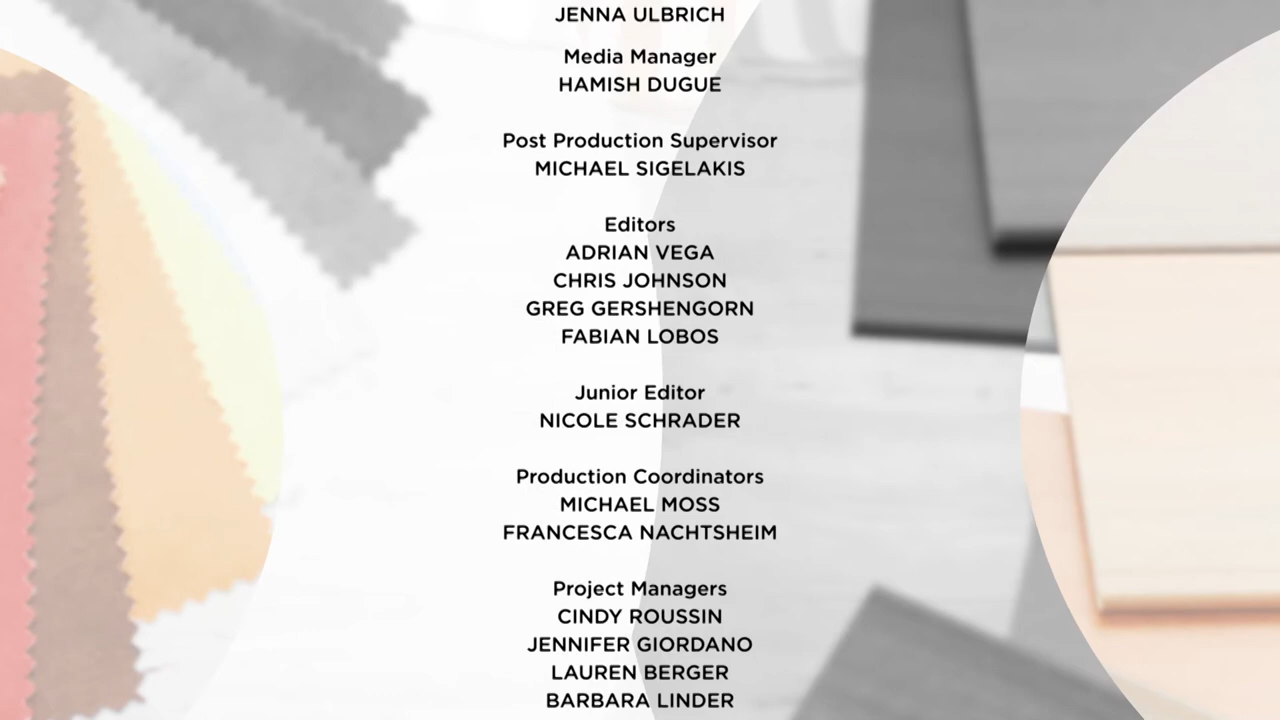 JENNA ULBRICH
Media Manager
HAMISH DUGUE
Post Production Supervisor
MICHAEL SIGELAKIS
Editors
ADRIAN VEGA
CHRIS JOHNSON
GREG GERSHENGORN
FABIAN LOBOS
Junior Editor
NICOLE SCHRADER
Production Coordinators
MICHAEL MOSS
FRANCESCA NACHTSHEIM
Project Managers
CINDY ROUSSIN
JENNIFER GIORDANO
LAUREN BERGER
BARBARA LINDER